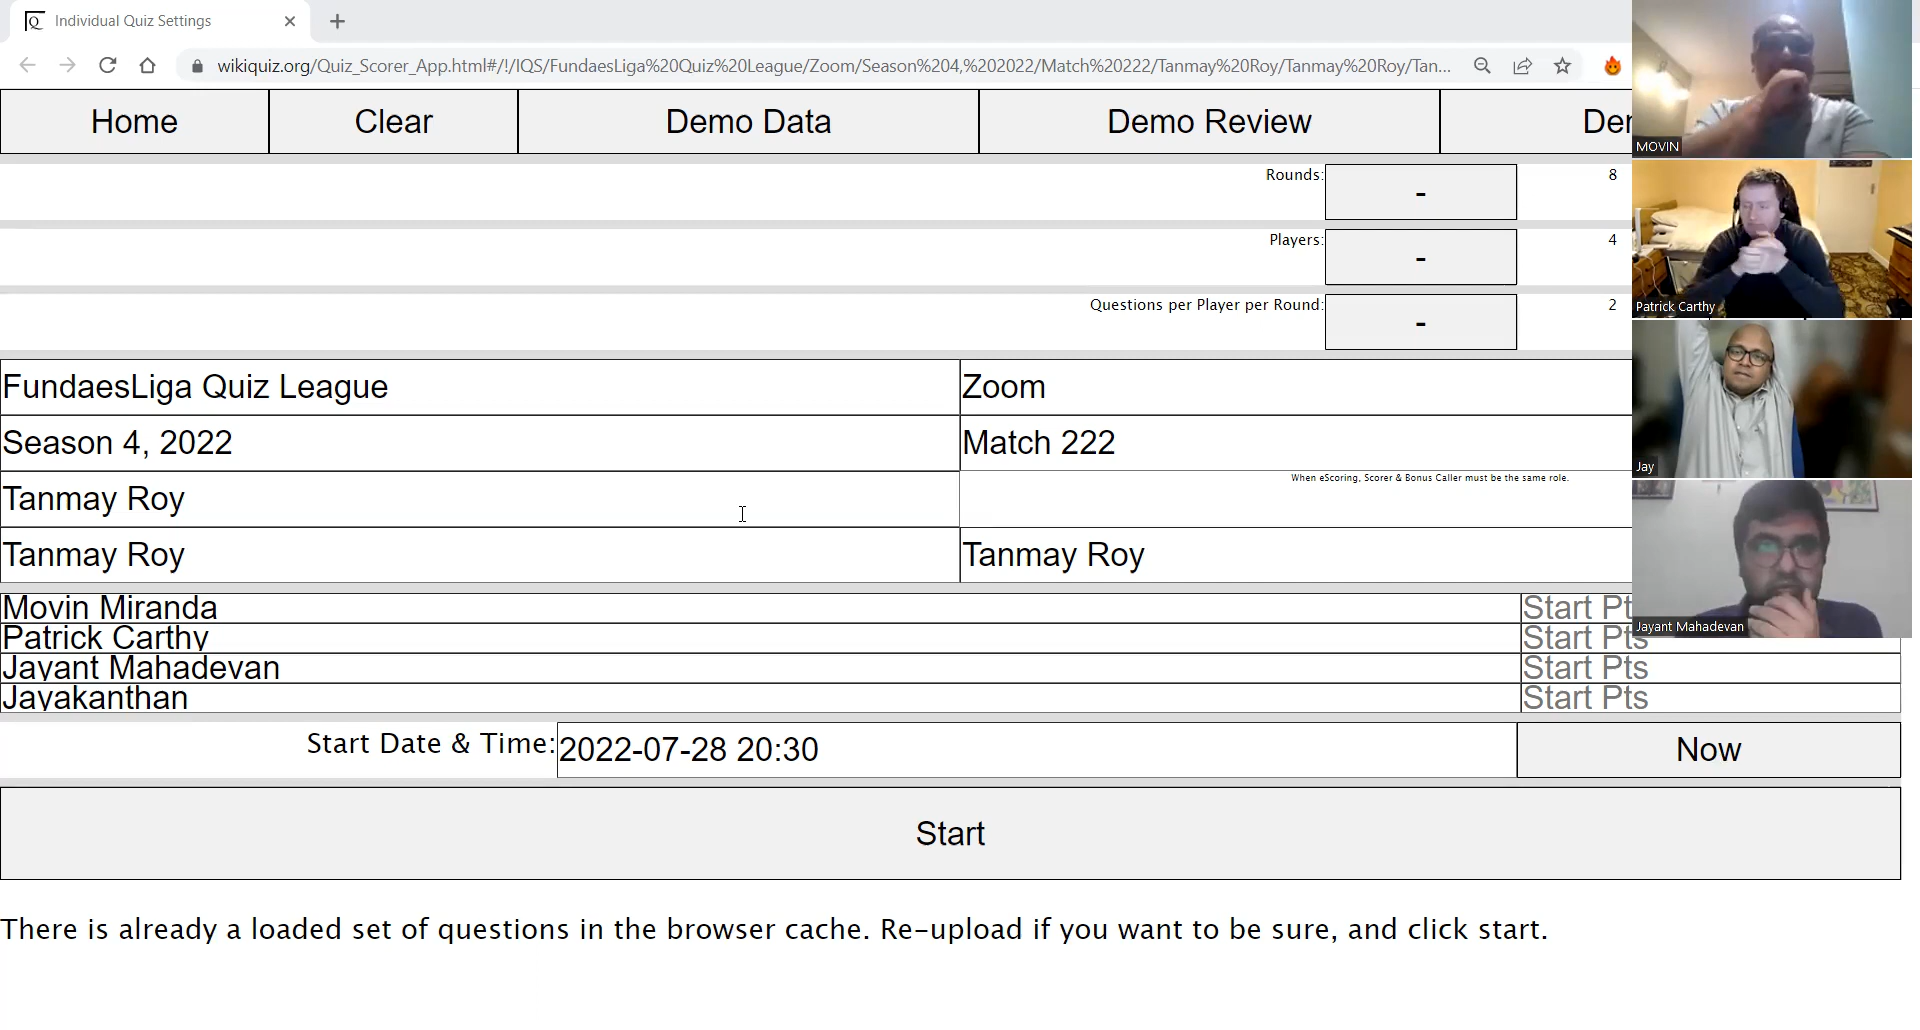 Individual Quiz Settings
wikiquiz.org/Quiz_Scorer_App.html#/!/IQS/FundaesLiga%20Quiz%20League/Zoom/Season%204,%202022/Match%20222/Tanmay%20Roy/Tanmay%20Roy/Tan...
Home Clear Demo Data Demo Review Der
Rounds: - 8
Players: - 4
Questions per Player per Round: - 2
FundaesLiga Quiz League Zoom
Season 4, 2022 Match 222
When eScoring, Scorer & Bonus Caller must be the same role.
Tanmay Roy
Tanmay Roy Tanmay Roy
Movin Miranda Start Pt
Patrick Carthy Start Pts
Jayant Mahadevan Start Pts
Jayakanthan Start Pts
Start Date & Time: 2022-07-28 20:30 Now
Start
There is already a loaded set of questions in the browser cache. Re-upload if you want to be sure, and click start.
MOVIN
Patrick Carthy
Jay
Jayant Mahadevan